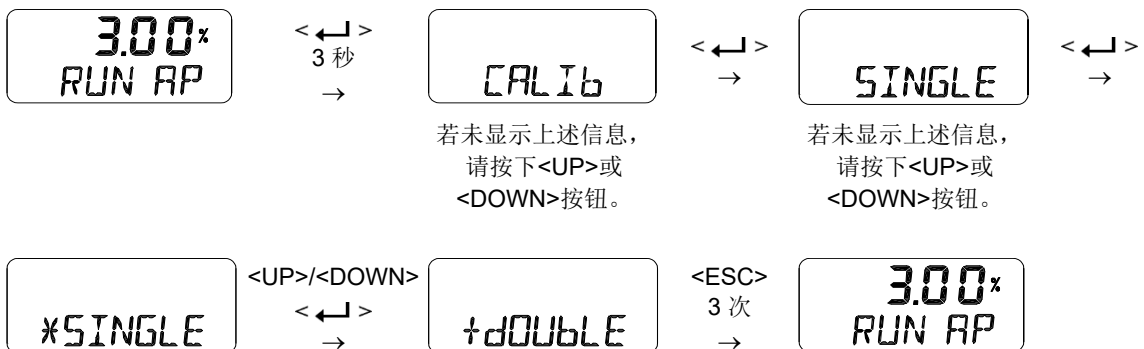 3.00%
RUN AP
<↵>
3 秒
→
CALIb
<↵>
→
SINGLE
<↵>
→
若未显示上述信息，
请按下<UP>或
<DOWN>按钮。
若未显示上述信息，
请按下<UP>或
<DOWN>按钮。
*SINGLE
<UP>/<DOWN>
<↵>
→
+dOUbLE
<ESC>
3 次
→
3.00%
RUN AP